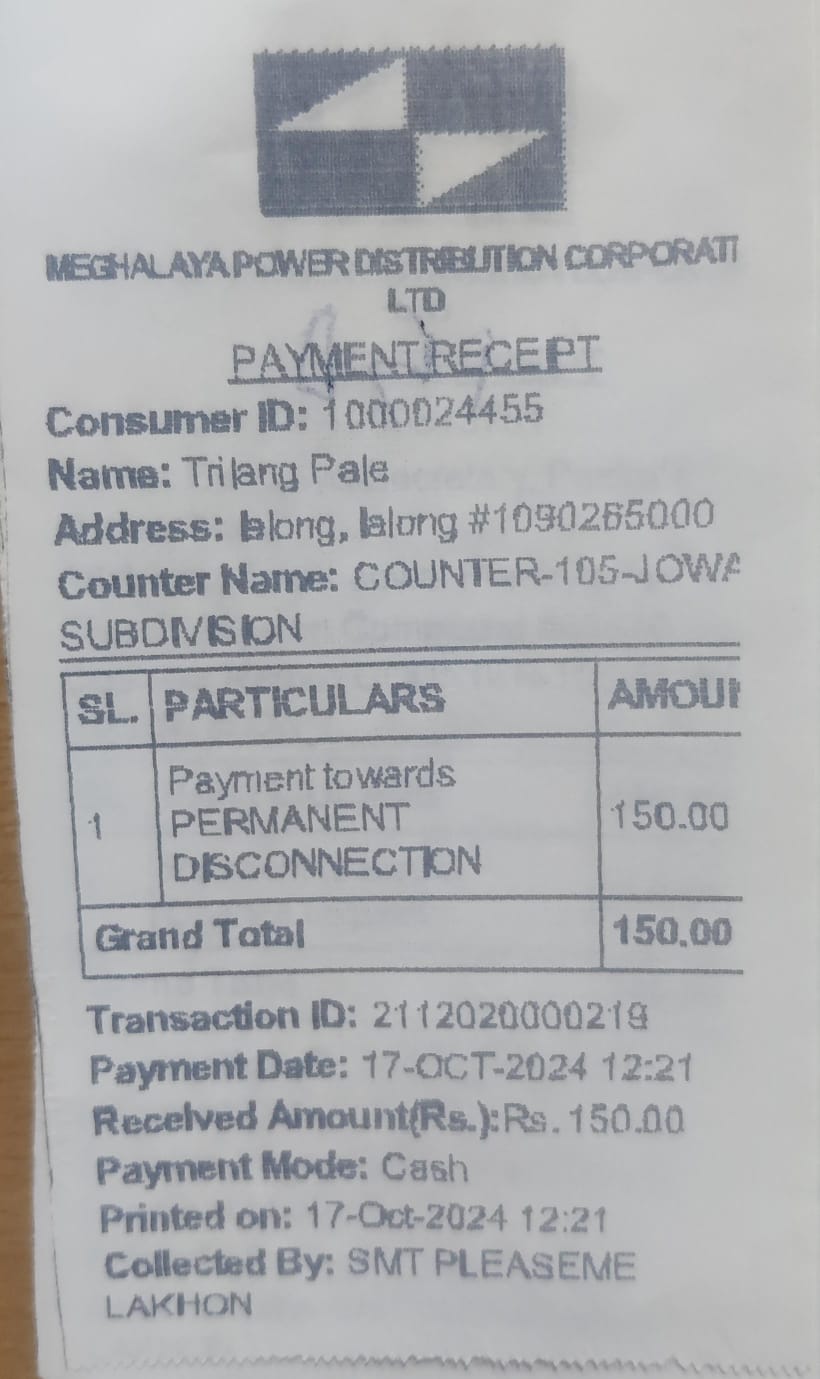 MEGHALAYA POWER DISTRIBUTION CORPORATI
LTD
PAYMENT RECEIPT
Consumer ID: 1000024455
Name: Trilang Pale
Address: Ialong, Ialong #1090265000
Counter Name: COUNTER-105-JOWA
SUBDIVISION
SL. PARTICULARS AMOUN
Payment towards
1 PERMANENT 150.00
DISCONNECTION
Grand Total 150.00
Transaction ID: 2112020000219
Payment Date: 17-OCT-2024 12:21
Received Amount(Rs.):Rs. 150.00
Payment Mode: Cash
Printed on: 17-Oct-2024 12:21
Collected By: SMT PLEASEME
LAKHON